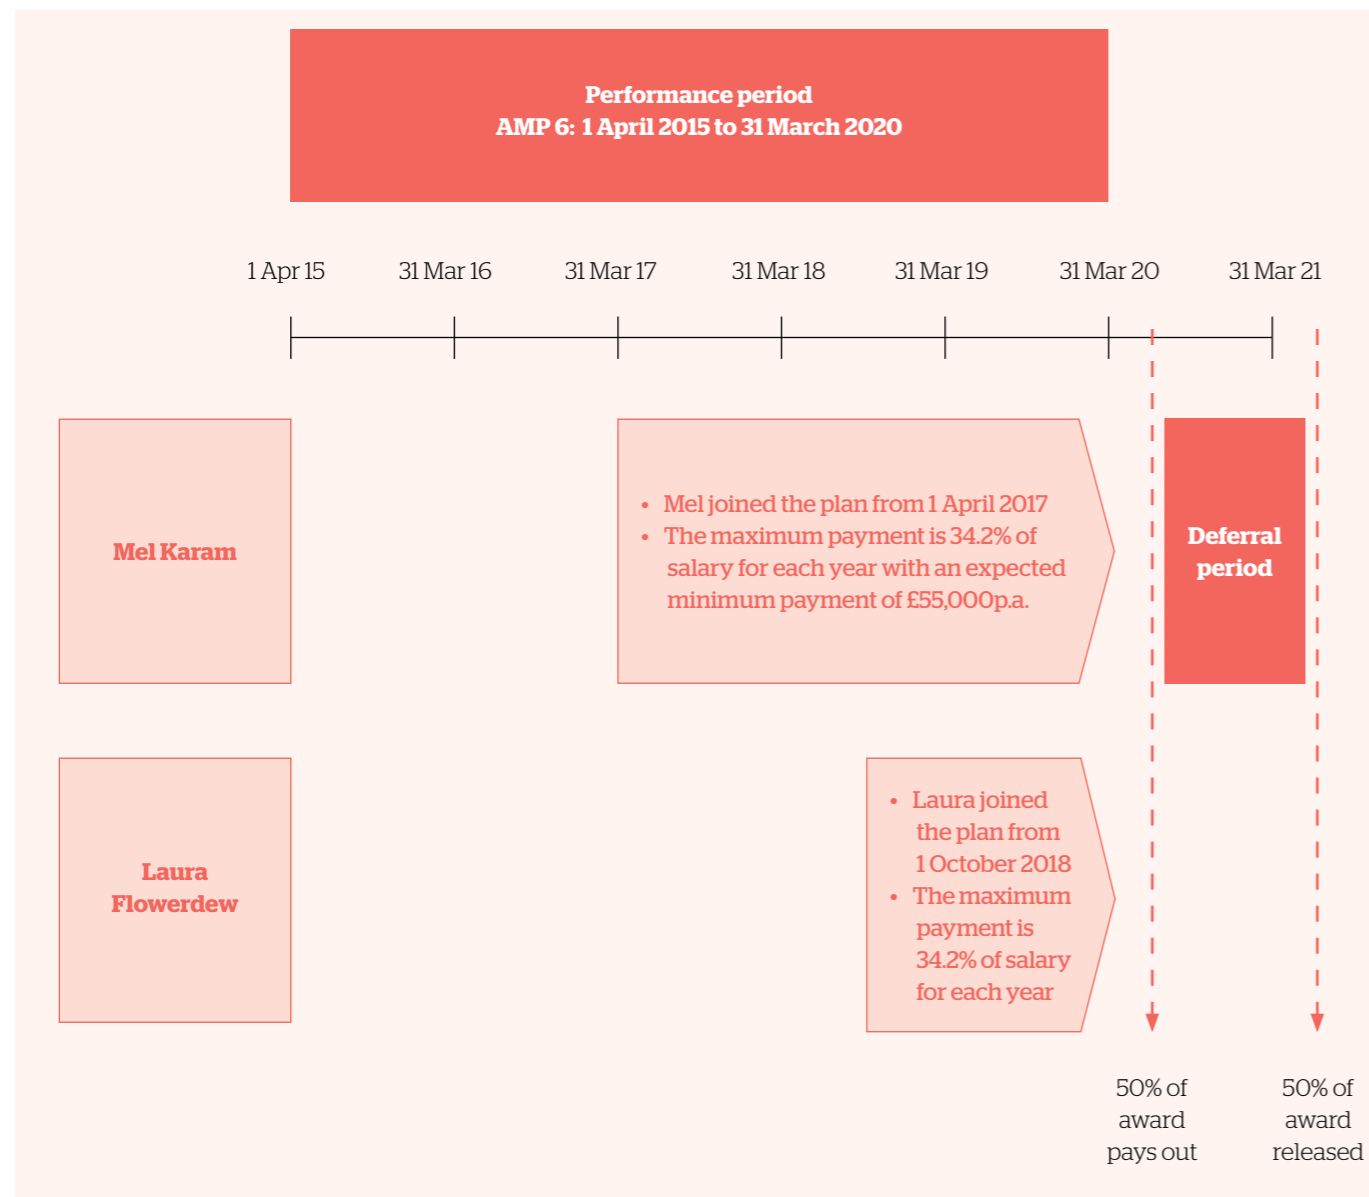 Performance period
AMP 6: 1 April 2015 to 31 March 2020
1 Apr 15
31 Mar 16
31 Mar 17
31 Mar 18
31 Mar 19
31 Mar 20
31 Mar 21
Mel Karam
• Mel joined the plan from 1 April 2017
• The maximum payment is 34.2% of
salary for each year with an expected
minimum payment of £55,000p.a.
Deferral
period
Laura
Flowerdew
• Laura joined
the plan from
1 October 2018
• The maximum
payment is
34.2% of salary
for each year
50% of
award
pays out
50% of
award
released